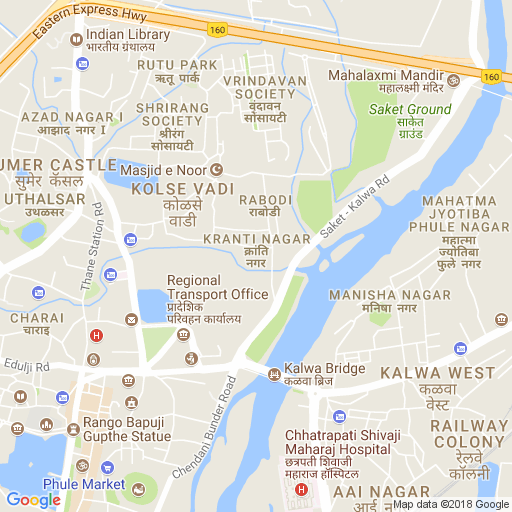 Eastern Express Hwy
160
Indian Library
भारतीय ग्रंथालय
RUTU PARK
ऋतू पार्क
VRINDAVAN
SOCIETY
वृंदावन
सोसायटी
Mahalaxmi Mandir
महालक्ष्मी मंदिर
160
Saket Ground
साकेत
ग्राउंड
AZAD NAGAR I
आझाद नगर I
SHRIRANG
SOCIETY
श्रीरंग
सोसायटी
UMER CASTLE
सुमेर कॅसल
Masjid e Noor
KOLSE VADI
कोळसे
वाडी
RABODI
राबोडी
UTHALSAR
उथळसर
Saket - Kalwa Rd
MAHATMA
JYOTIBA
PHULE NAGAR
महात्मा
ज्योतिबा
फुले नगर
Thane Station Rd
KRANTI NAGAR
क्रांति
नगर
Regional
Transport Office
प्रादेशिक
परिवहन कार्यालय
MANISHA NAGAR
मनिषा नगर
CHARAI
चाराइ
H
Edulji Rd
Kalwa Bridge
कळवा ब्रिज
KALWA WEST
कळवा
वेस्ट
Chendani Bunder Road
Rango Bapuji
Gupthe Statue
RAILWAY
COLONY
रेलवे
कॉलनी
Chhatrapati Shivaji
Maharaj Hospital
छत्रपती शिवाजी
महाराज हॉस्पिटल
H
Phule Market
AAI NAGAR
आई नगर
Google
Map data ©2018 Google